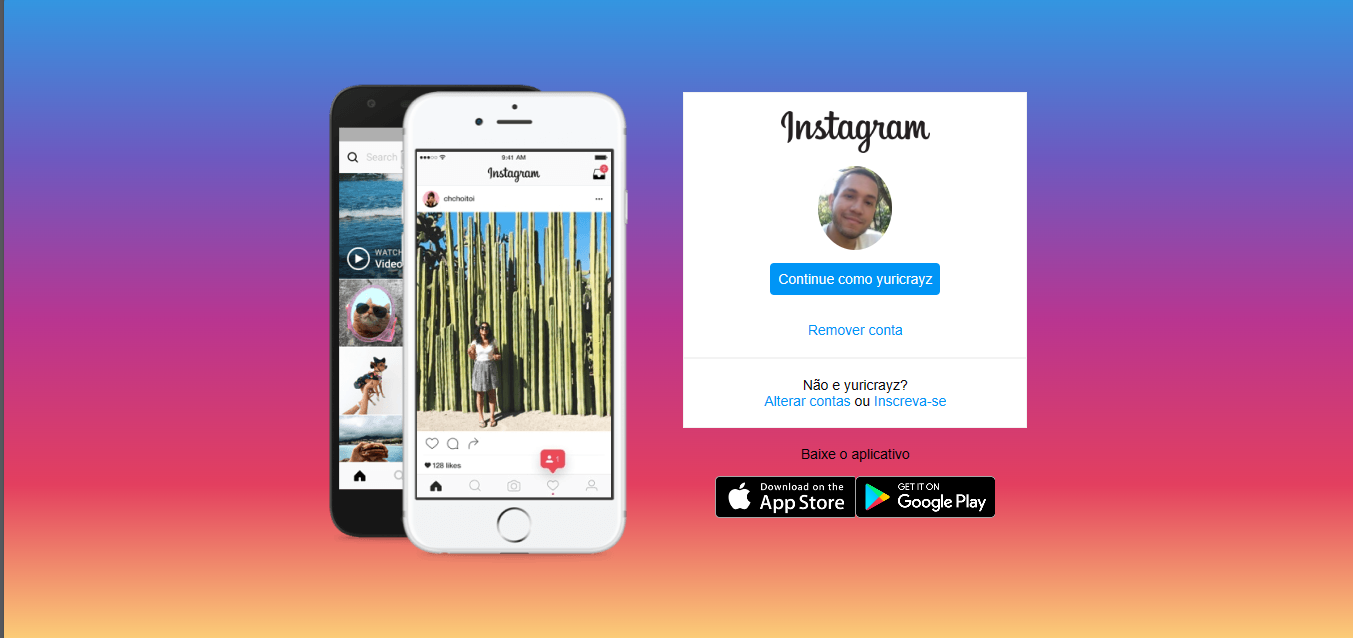 Search
WATCH
Video
9:41 AM
Instagram
1
chchoitoi
128 likes
1
Instagram
Continue como yuricrayz
Remover conta
Não e yuricrayz?
Alterar contas ou Inscreva-se
Baixe o aplicativo
Download on the
App Store
GET IT ON
Google Play